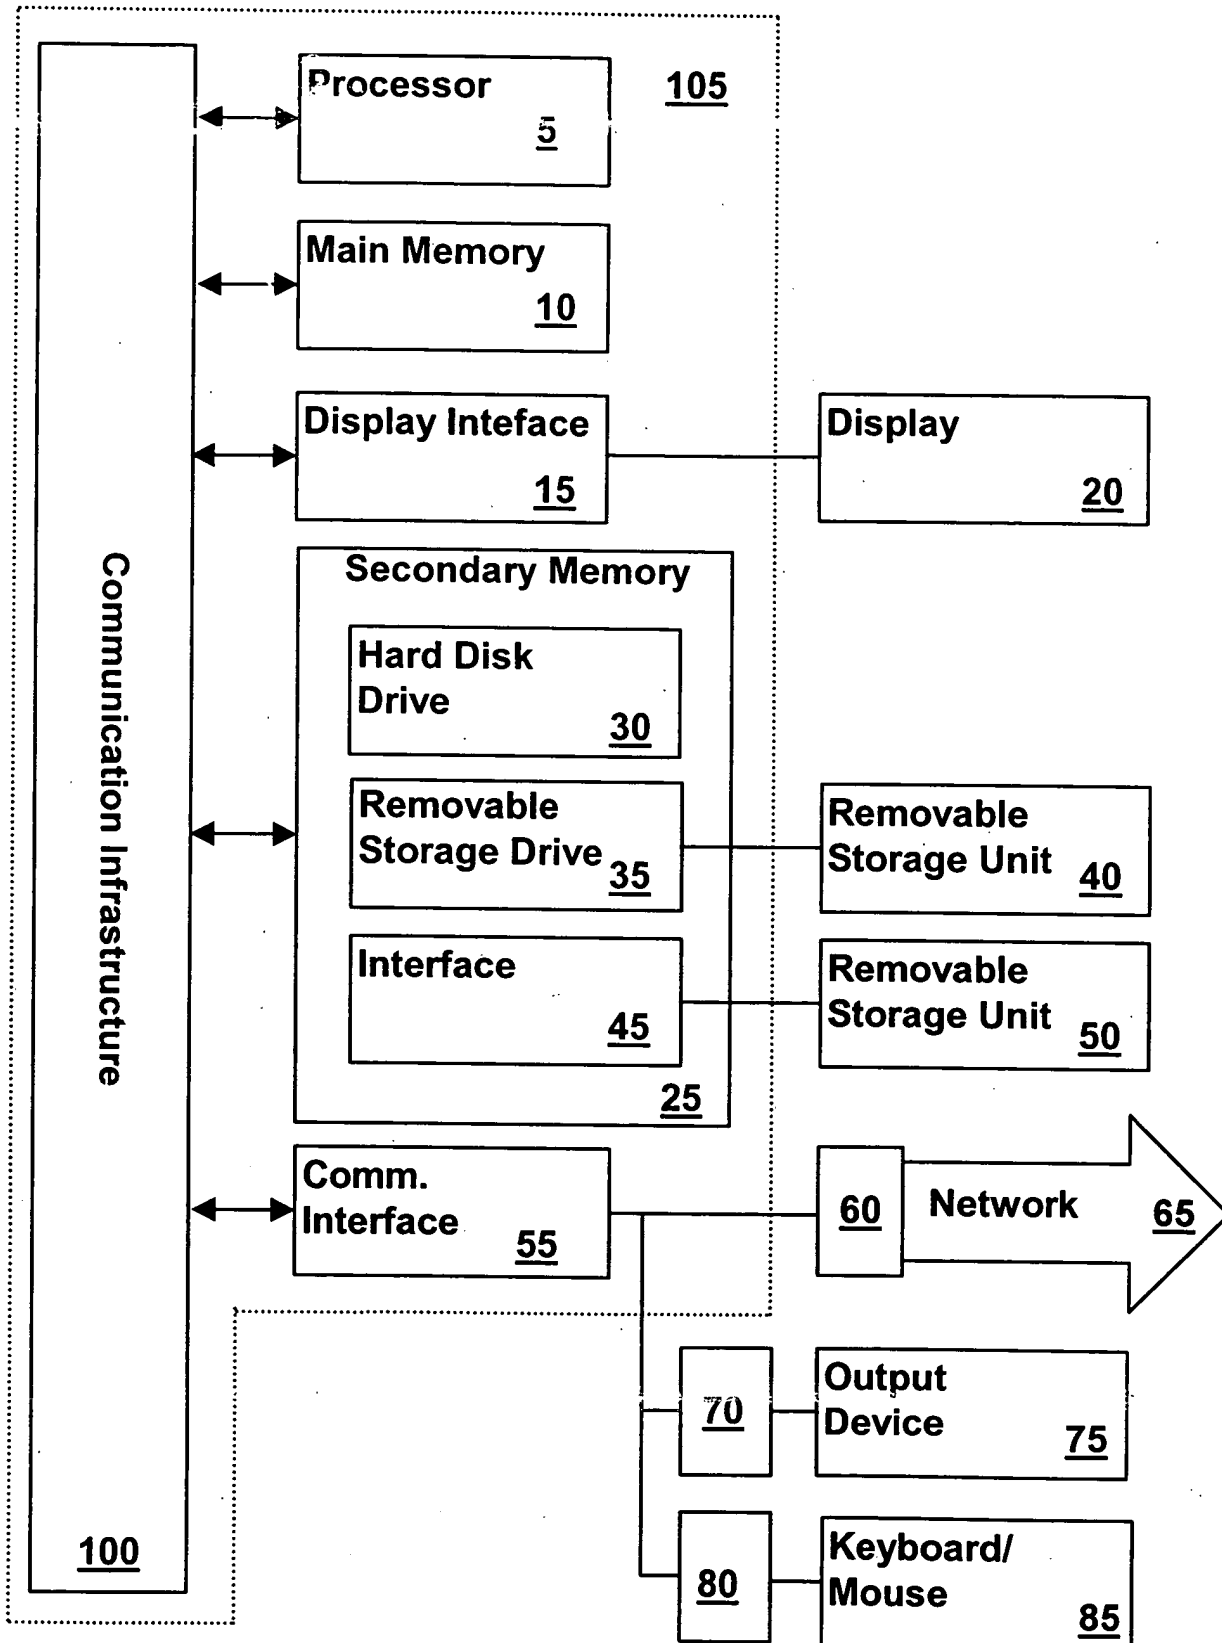 Processor
105
5
Main Memory
10
Display Inteface
15
Display
20
Communication Infrastructure
100
Secondary Memory
Hard Disk
Drive
30
Removable
Storage Drive
35
Removable
Storage Unit
40
Interface
45
Removable
Storage Unit
50
25
Comm.
Interface
55
60
Network
65
70
Output
Device
75
80
Keyboard/
Mouse
85